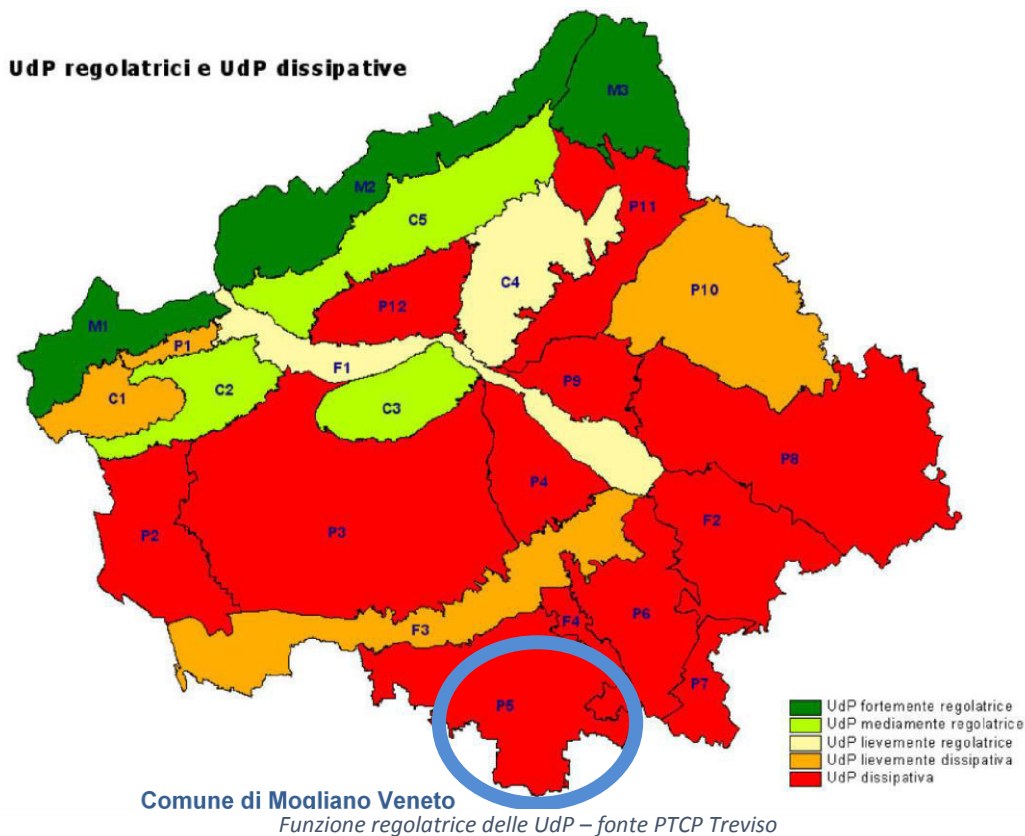 UdP regolatrici e UdP dissipative
M3
M2
C5
P11
C4
P10
P12
M1
P1
F1
C1
C2
C3
P9
P8
P4
P2
P3
F2
F3
F4
P6
P7
P5
UdP fortemente regolatrice
UdP mediamente regolatrice
UdP lievemente regolatrice
UdP lievemente dissipativa
UdP dissipativa
Comune di Mogliano Veneto
Funzione regolatrice delle UdP – fonte PTCP Treviso